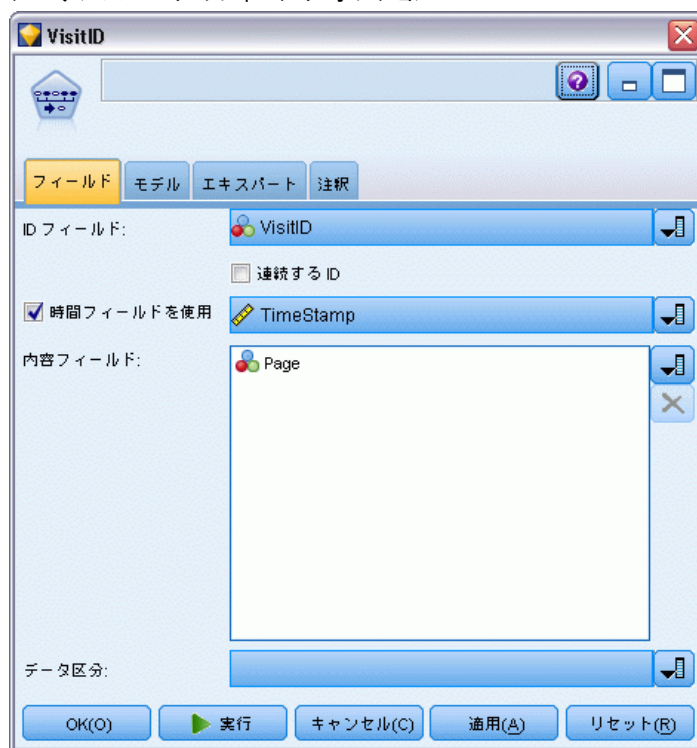 VisitID
フィールド モデル エキスパート 注釈
ID フィールド: VisitID
連続する ID
時間フィールドを使用 TimeStamp
内容フィールド: Page
データ区分:
OK(O) 実行 キャンセル(C) 適用(A) リセット(R)